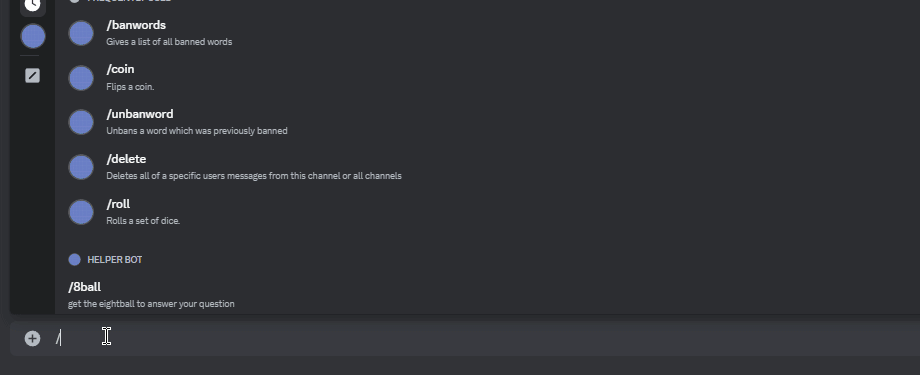 /banwords
Gives a list of all banned words
/coin
Flips a coin.
/unbanword
Unbans a word which was previously banned
/delete
Deletes all of a specific users messages from this channel or all channels
/roll
Rolls a set of dice.
HELPER BOT
/8ball
get the eightball to answer your question
/